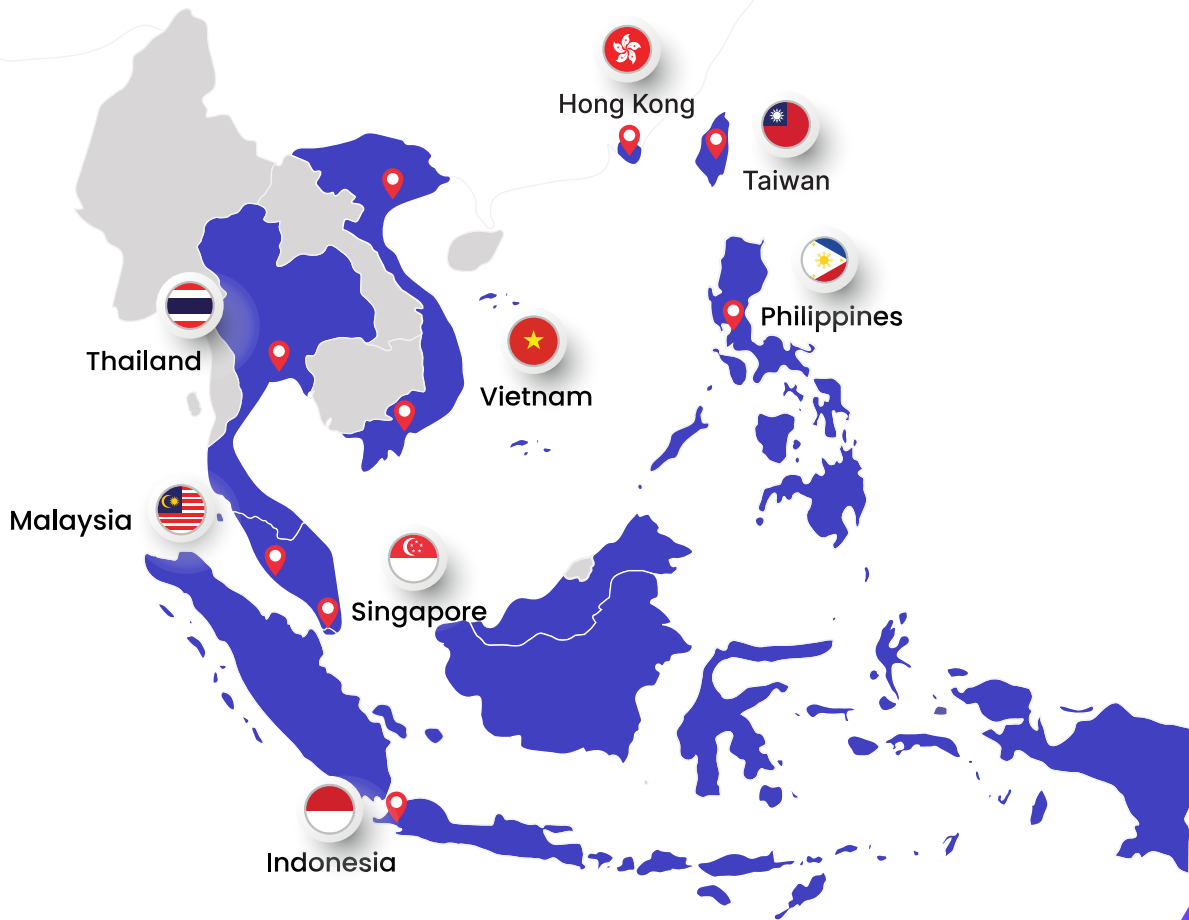 Hong Kong
Taiwan
Philippines
Thailand
Vietnam
Malaysia
Singapore
Indonesia